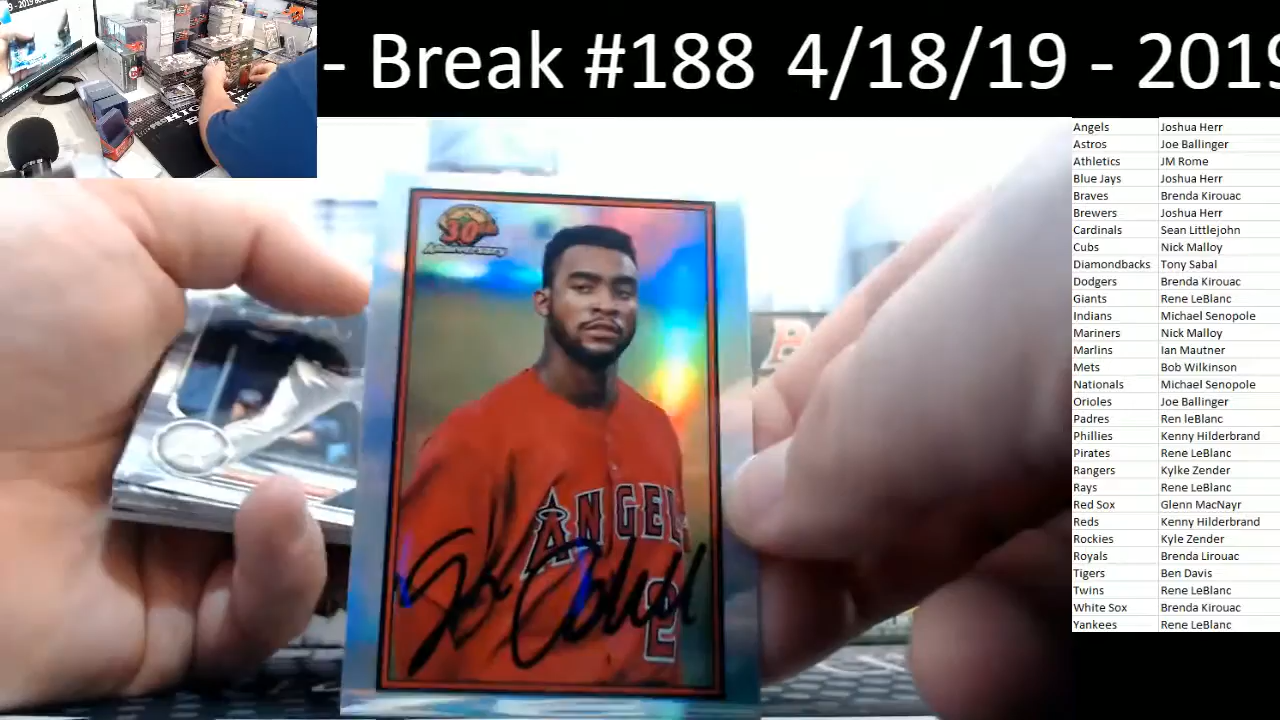 - Break #188 4/18/19 - 2019
Angels Joshua Herr
Astros Joe Ballinger
Athletics JM Rome
Blue Jays Joshua Herr
Braves Brenda Kirouac
Brewers Joshua Herr
Cardinals Sean Littlejohn
Cubs Nick Malloy
Diamondbacks Tony Sabal
Dodgers Brenda Kirouac
Giants Rene LeBlanc
Indians Michael Senopole
Mariners Nick Malloy
Marlins Ian Mautner
Mets Bob Wilkinson
Nationals Michael Senopole
Orioles Joe Ballinger
Padres Ren leBlanc
Phillies Kenny Hilderbrand
Pirates Rene LeBlanc
Rangers Kylke Zender
Rays Rene LeBlanc
Red Sox Glenn MacNayr
Reds Kenny Hilderbrand
Rockies Kyle Zender
Royals Brenda Lirouac
Tigers Ben Davis
Twins Rene LeBlanc
White Sox Brenda Kirouac
Yankees Rene LeBlanc
30th
Anniversary
ANGELS
2